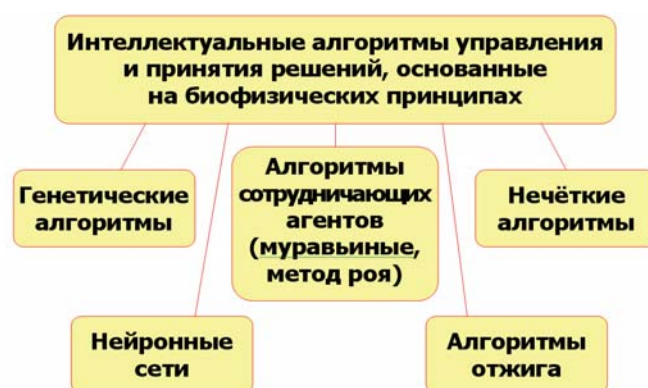 Интеллектуальные алгоритмы управления
и принятия решений, основанные
на биофизических принципах
Генетические
алгоритмы
Алгоритмы
сотрудничающих
агентов
(муравьиные,
метод роя)
Нечёткие
алгоритмы
Нейронные
сети
Алгоритмы
отжига